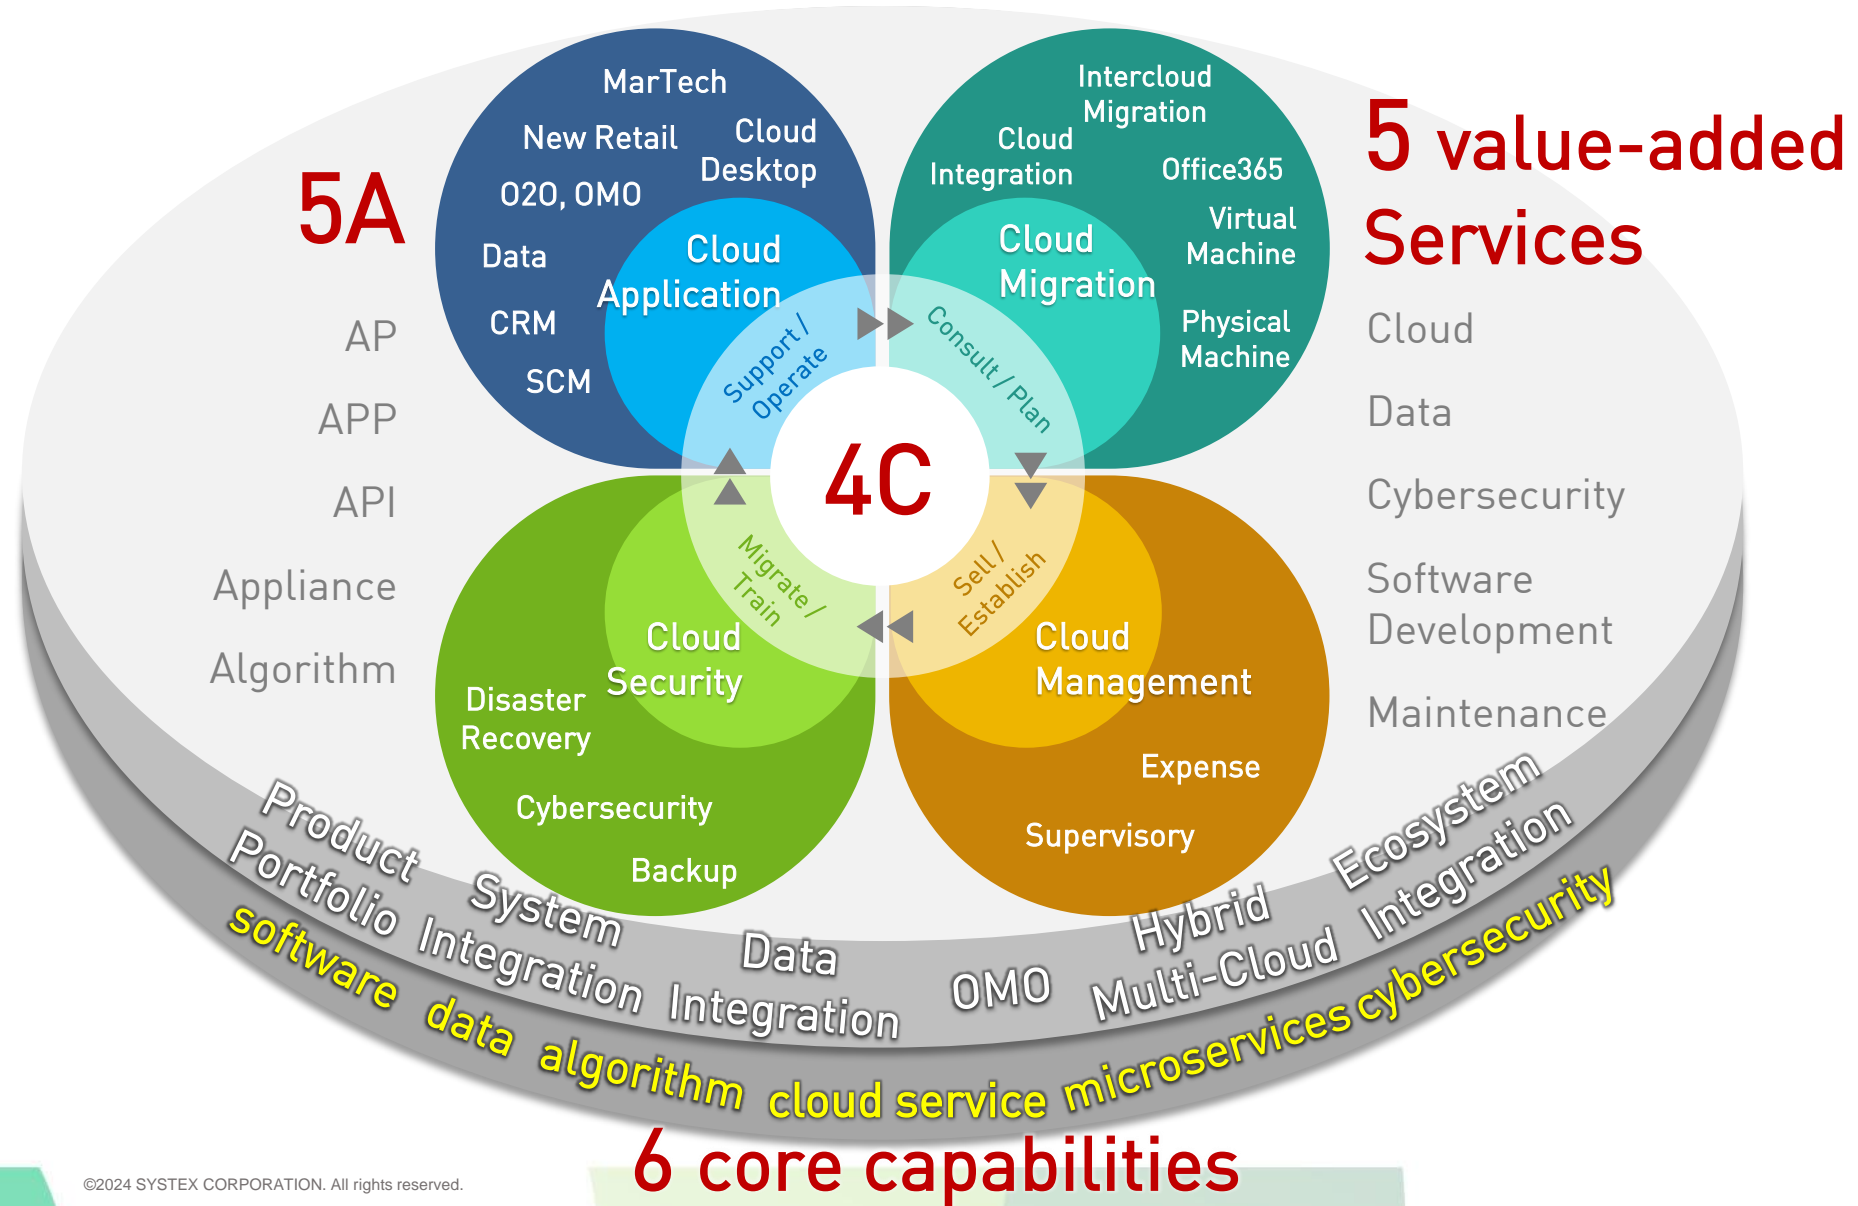 5A
AP
APP
API
Appliance
Algorithm
MarTech
New Retail
Cloud
Desktop
O2O, OMO
Data
CRM
SCM
Cloud
Application
Support /
Operate
Intercloud
Migration
Cloud
Integration
Office365
Virtual
Machine
Physical
Machine
Cloud
Migration
Consult / Plan
4C
Migrate /
Train
Cloud
Security
Disaster
Recovery
Cybersecurity
Backup
Sell /
Establish
Cloud
Management
Expense
Supervisory
5 value-added
Services
Cloud
Data
Cybersecurity
Software
Development
Maintenance
Product
Portfolio
System
Integration
Data
Integration
OMO
Hybrid
Multi-Cloud
Ecosystem
Integration
software data algorithm cloud service microservices cybersecurity
6 core capabilities
©2024 SYSTEX CORPORATION. All rights reserved.